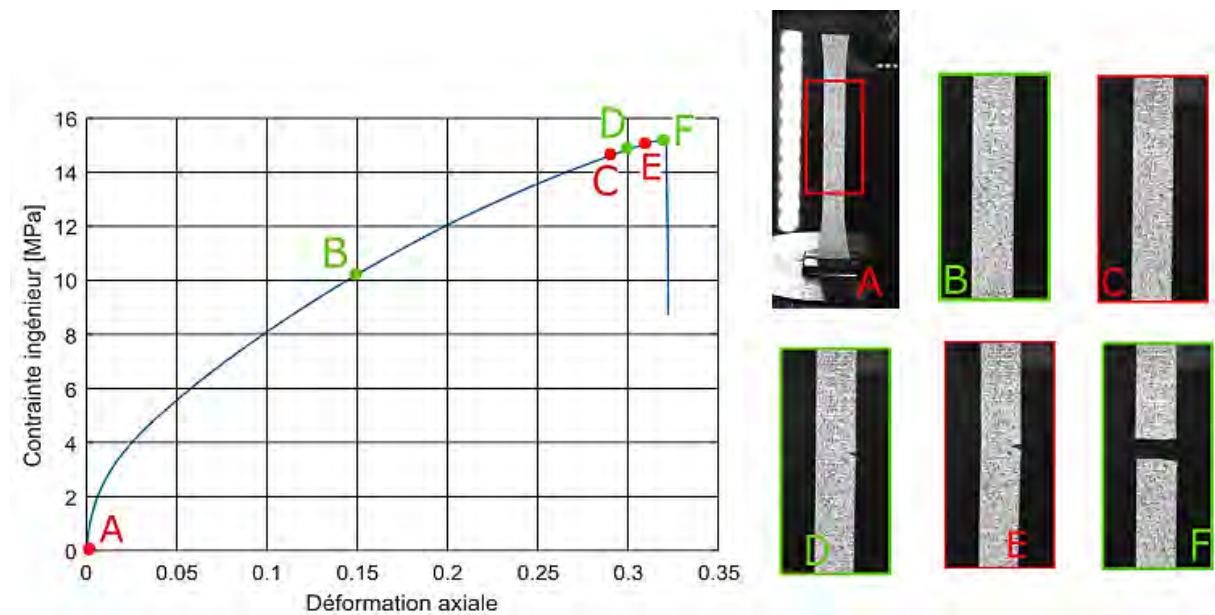 Contrainte ingénieur [MPa]
16
14
12
10
8
6
4
2
0
A
B
C
D
E
F
0
0.05
0.1
0.15
0.2
0.25
0.3
0.35
Déformation axiale
A
B
C
D
E
F